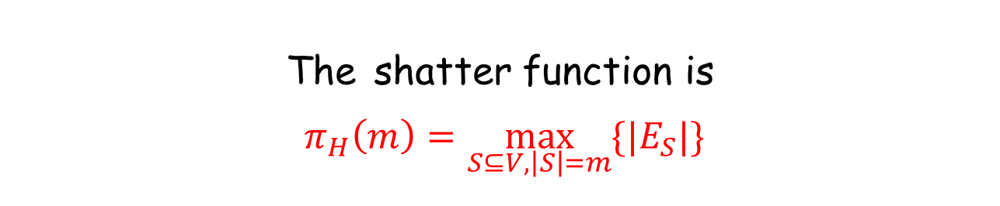 The shatter function is
π_H(m) = max_{S⊆V,|S|=m}{|E_S|}